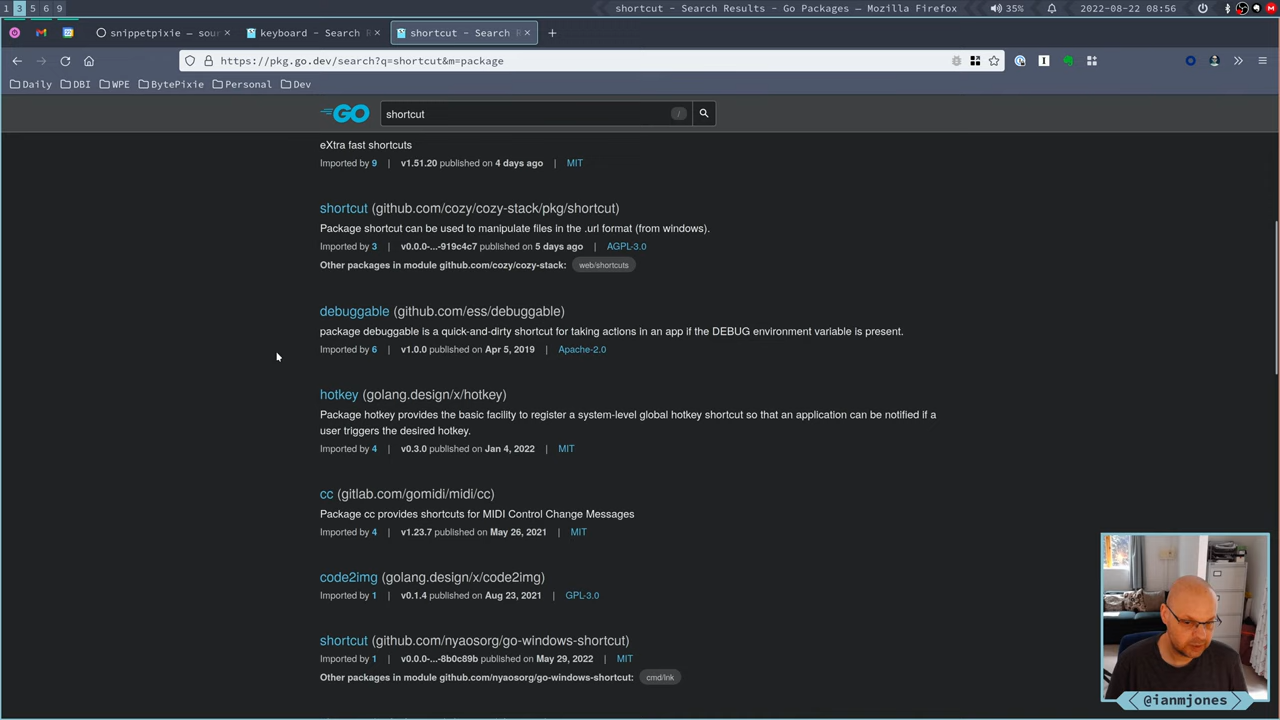 1 3 5 6 9
shortcut - Search Results - Go Packages — Mozilla Firefox
35%
2022-08-22 08:56
snippetpixie — sour
keyboard - Search R
shortcut - Search R
https://pkg.go.dev/search?q=shortcut&m=package
Daily DBI WPE BytePixie Personal Dev
GO shortcut /
eXtra fast shortcuts
Imported by 9 | v1.51.20 published on 4 days ago | MIT
shortcut (github.com/cozy/cozy-stack/pkg/shortcut)
Package shortcut can be used to manipulate files in the .url format (from windows).
Imported by 3 | v0.0.0-...-919c4c7 published on 5 days ago | AGPL-3.0
Other packages in module github.com/cozy/cozy-stack: web/shortcuts
debuggable (github.com/ess/debuggable)
package debuggable is a quick-and-dirty shortcut for taking actions in an app if the DEBUG environment variable is present.
Imported by 6 | v1.0.0 published on Apr 5, 2019 | Apache-2.0
hotkey (golang.design/x/hotkey)
Package hotkey provides the basic facility to register a system-level global hotkey shortcut so that an application can be notified if a
user triggers the desired hotkey.
Imported by 4 | v0.3.0 published on Jan 4, 2022 | MIT
cc (gitlab.com/gomidi/midi/cc)
Package cc provides shortcuts for MIDI Control Change Messages
Imported by 4 | v1.23.7 published on May 26, 2021 | MIT
code2img (golang.design/x/code2img)
Imported by 1 | v0.1.4 published on Aug 23, 2021 | GPL-3.0
shortcut (github.com/nyaosorg/go-windows-shortcut)
Imported by 1 | v0.0.0-...-8b0c89b published on May 29, 2022 | MIT
Other packages in module github.com/nyaosorg/go-windows-shortcut: cmd/lnk
@ianmjones